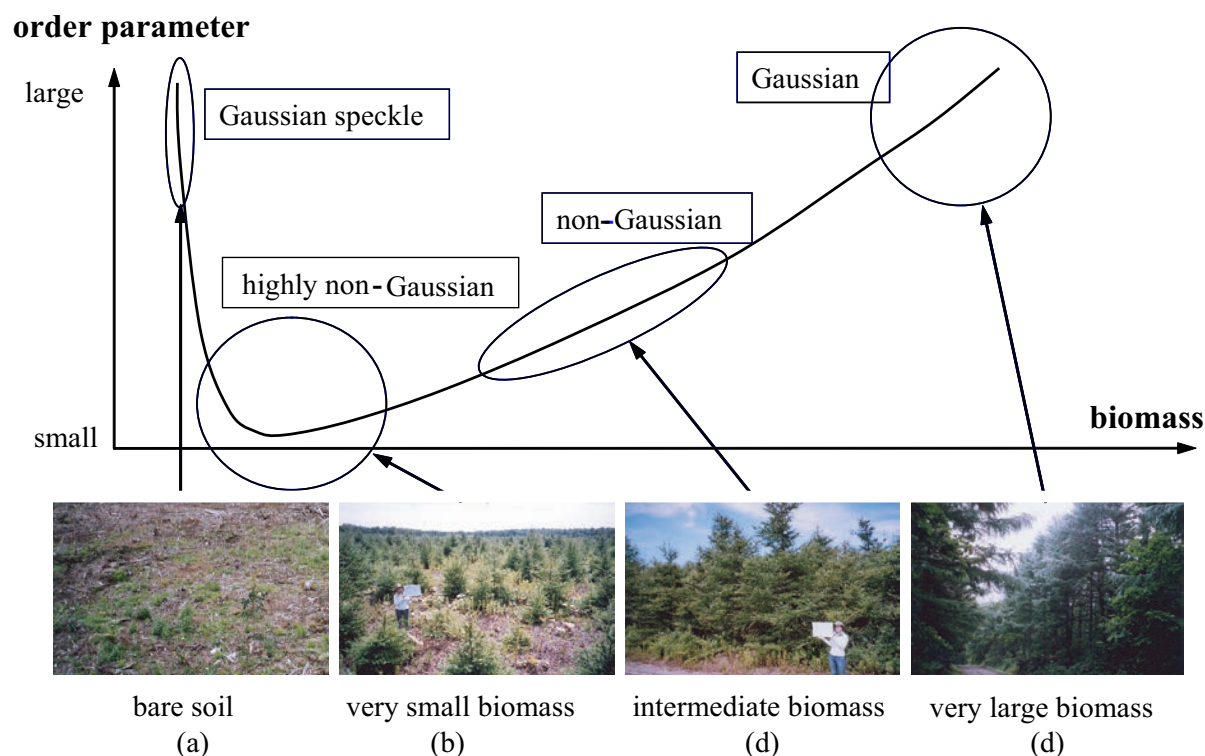 order parameter
large
Gaussian speckle
Gaussian
non-Gaussian
highly non-Gaussian
small
biomass
bare soil
very small biomass
intermediate biomass
very large biomass
(a)
(b)
(d)
(d)